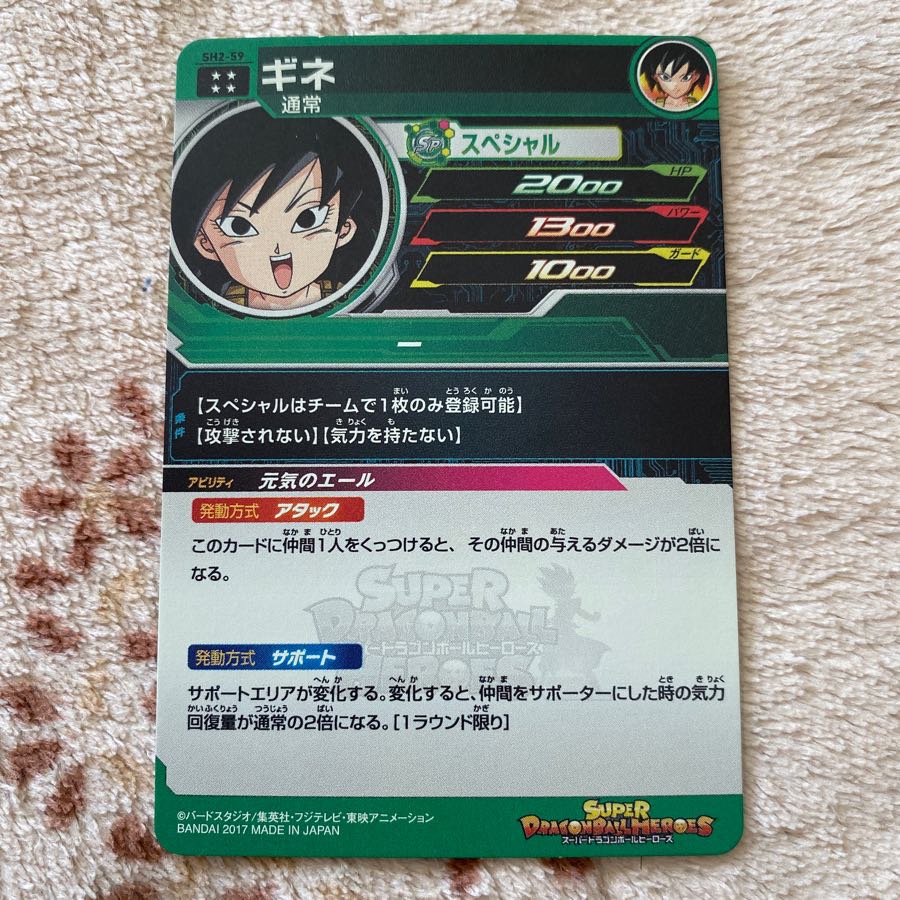 SH2-59
ギネ
通常
SP スペシャル
HP
2000
パワー
1300
ガード
1000
ー
条件
【スペシャルはチームで1枚のみ登録可能】
【攻撃されない】【気力を持たない】
アビリティ 元気のエール
発動方式 アタック
このカードに仲間1人をくっつけると、その仲間の与えるダメージが2倍に
なる。
発動方式 サポート
サポートエリアが変化する。変化すると、仲間をサポーターにした時の気力
回復量が通常の2倍になる。[1ラウンド限り]
SUPER
DRAGONBALL
スーパードラゴンボールヒーローズ
HEROES
©バードスタジオ/集英社・フジテレビ・東映アニメーション
BANDAI 2017 MADE IN JAPAN
SUPER
DRAGONBALL HEROES
スーパードラゴンボールヒーローズ